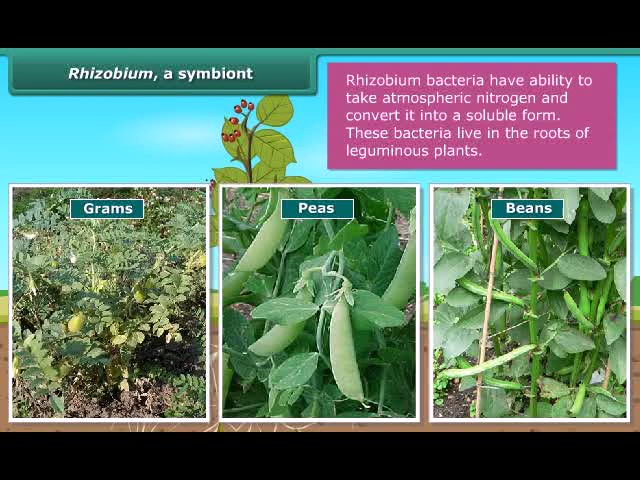 Rhizobium, a symbiont
Rhizobium bacteria have ability to
take atmospheric nitrogen and
convert it into a soluble form.
These bacteria live in the roots of
leguminous plants.
Grams
Peas
Beans